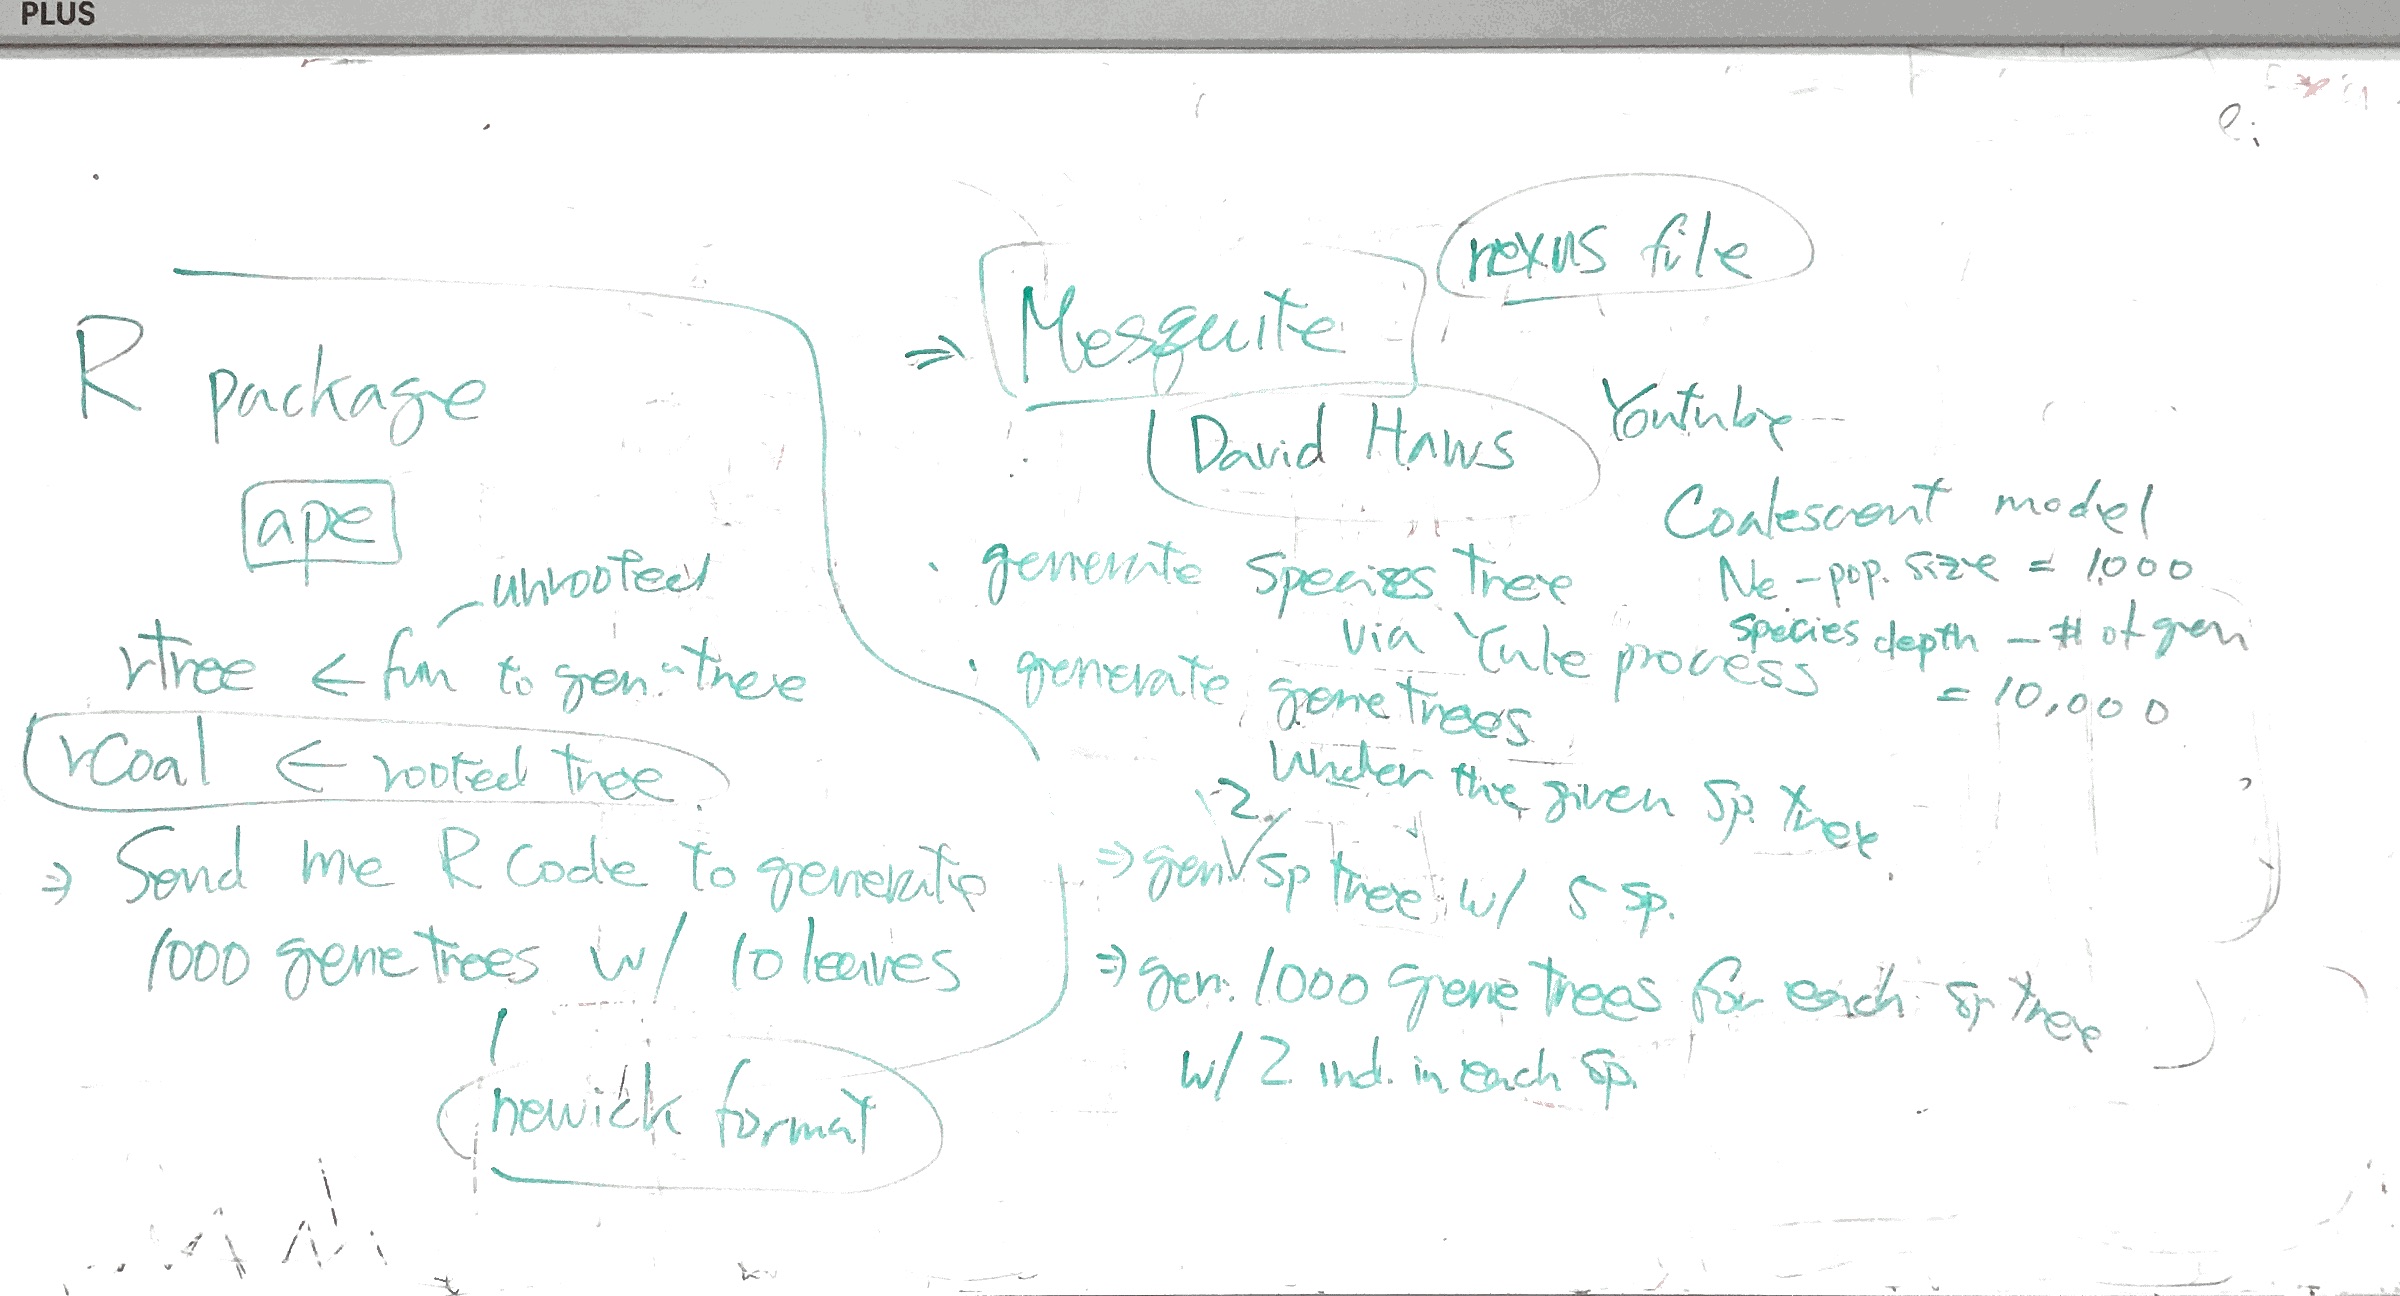 PLUS
R package
ape
unrooted
rtree ← fun to gen. tree
rCoal ← rooted tree
⇒ Send me R code to generate
1000 gene trees w/ 10 leaves
newick format
nexus file
⇒ Mesquite
David Haws
Youtube
Coalescent model
Ne - pop. size = 1000
species depth - # of gen
= 10,000
· generate species tree
via Yule process
· generate gene trees
under the given sp. tree
2
⇒ gen √ sp tree w/ 5 sp.
⇒ gen. 1000 gene trees for each sp tree
w/ 2 ind. in each sp.